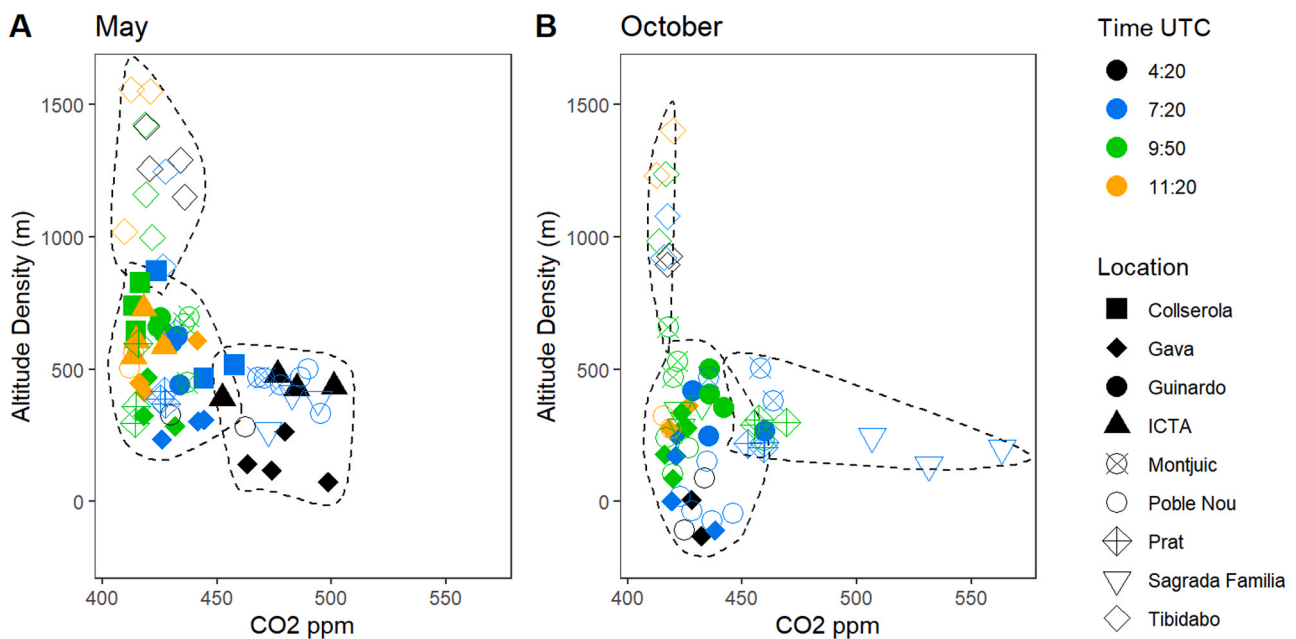 A May
B October
Altitude Density (m)
1500
1000
500
0
400 450 500 550
CO2 ppm
Altitude Density (m)
1500
1000
500
0
400 450 500 550
CO2 ppm
Time UTC
4:20
7:20
9:50
11:20
Location
Collserola
Gava
Guinardo
ICTA
Montjuic
Poble Nou
Prat
Sagrada Familia
Tibidabo